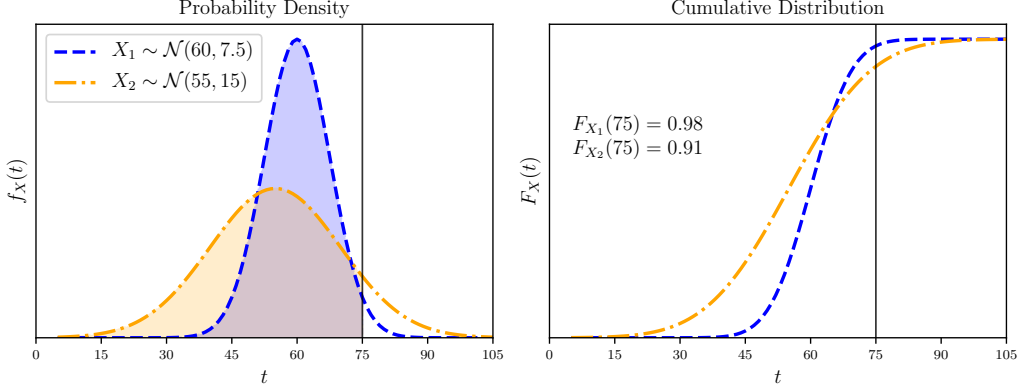 Probability Density
X₁ ∼ 𝒩(60, 7.5)
X₂ ∼ 𝒩(55, 15)
f_X(t)
0 15 30 45 60 75 90 105
t
Cumulative Distribution
F_{X₁}(75) = 0.98
F_{X₂}(75) = 0.91
F_X(t)
0 15 30 45 60 75 90 105
t